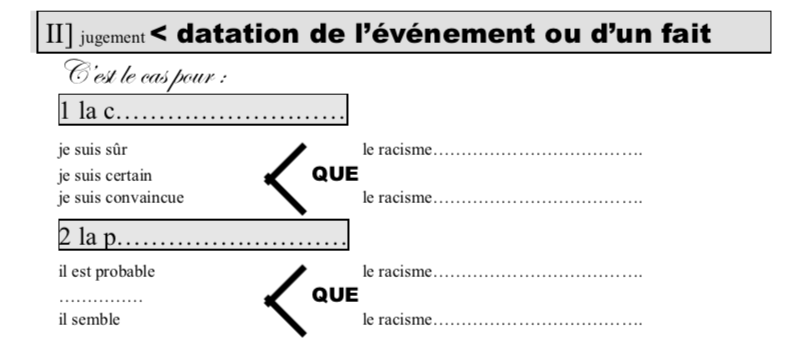 II] jugement < datation de l’événement ou d’un fait
C’est le cas pour :
1 la c...............................
je suis sûr le racisme.........................................
je suis certain QUE
je suis convaincue le racisme.........................................
2 la p...............................
il est probable le racisme.........................................
............... QUE
il semble le racisme.........................................